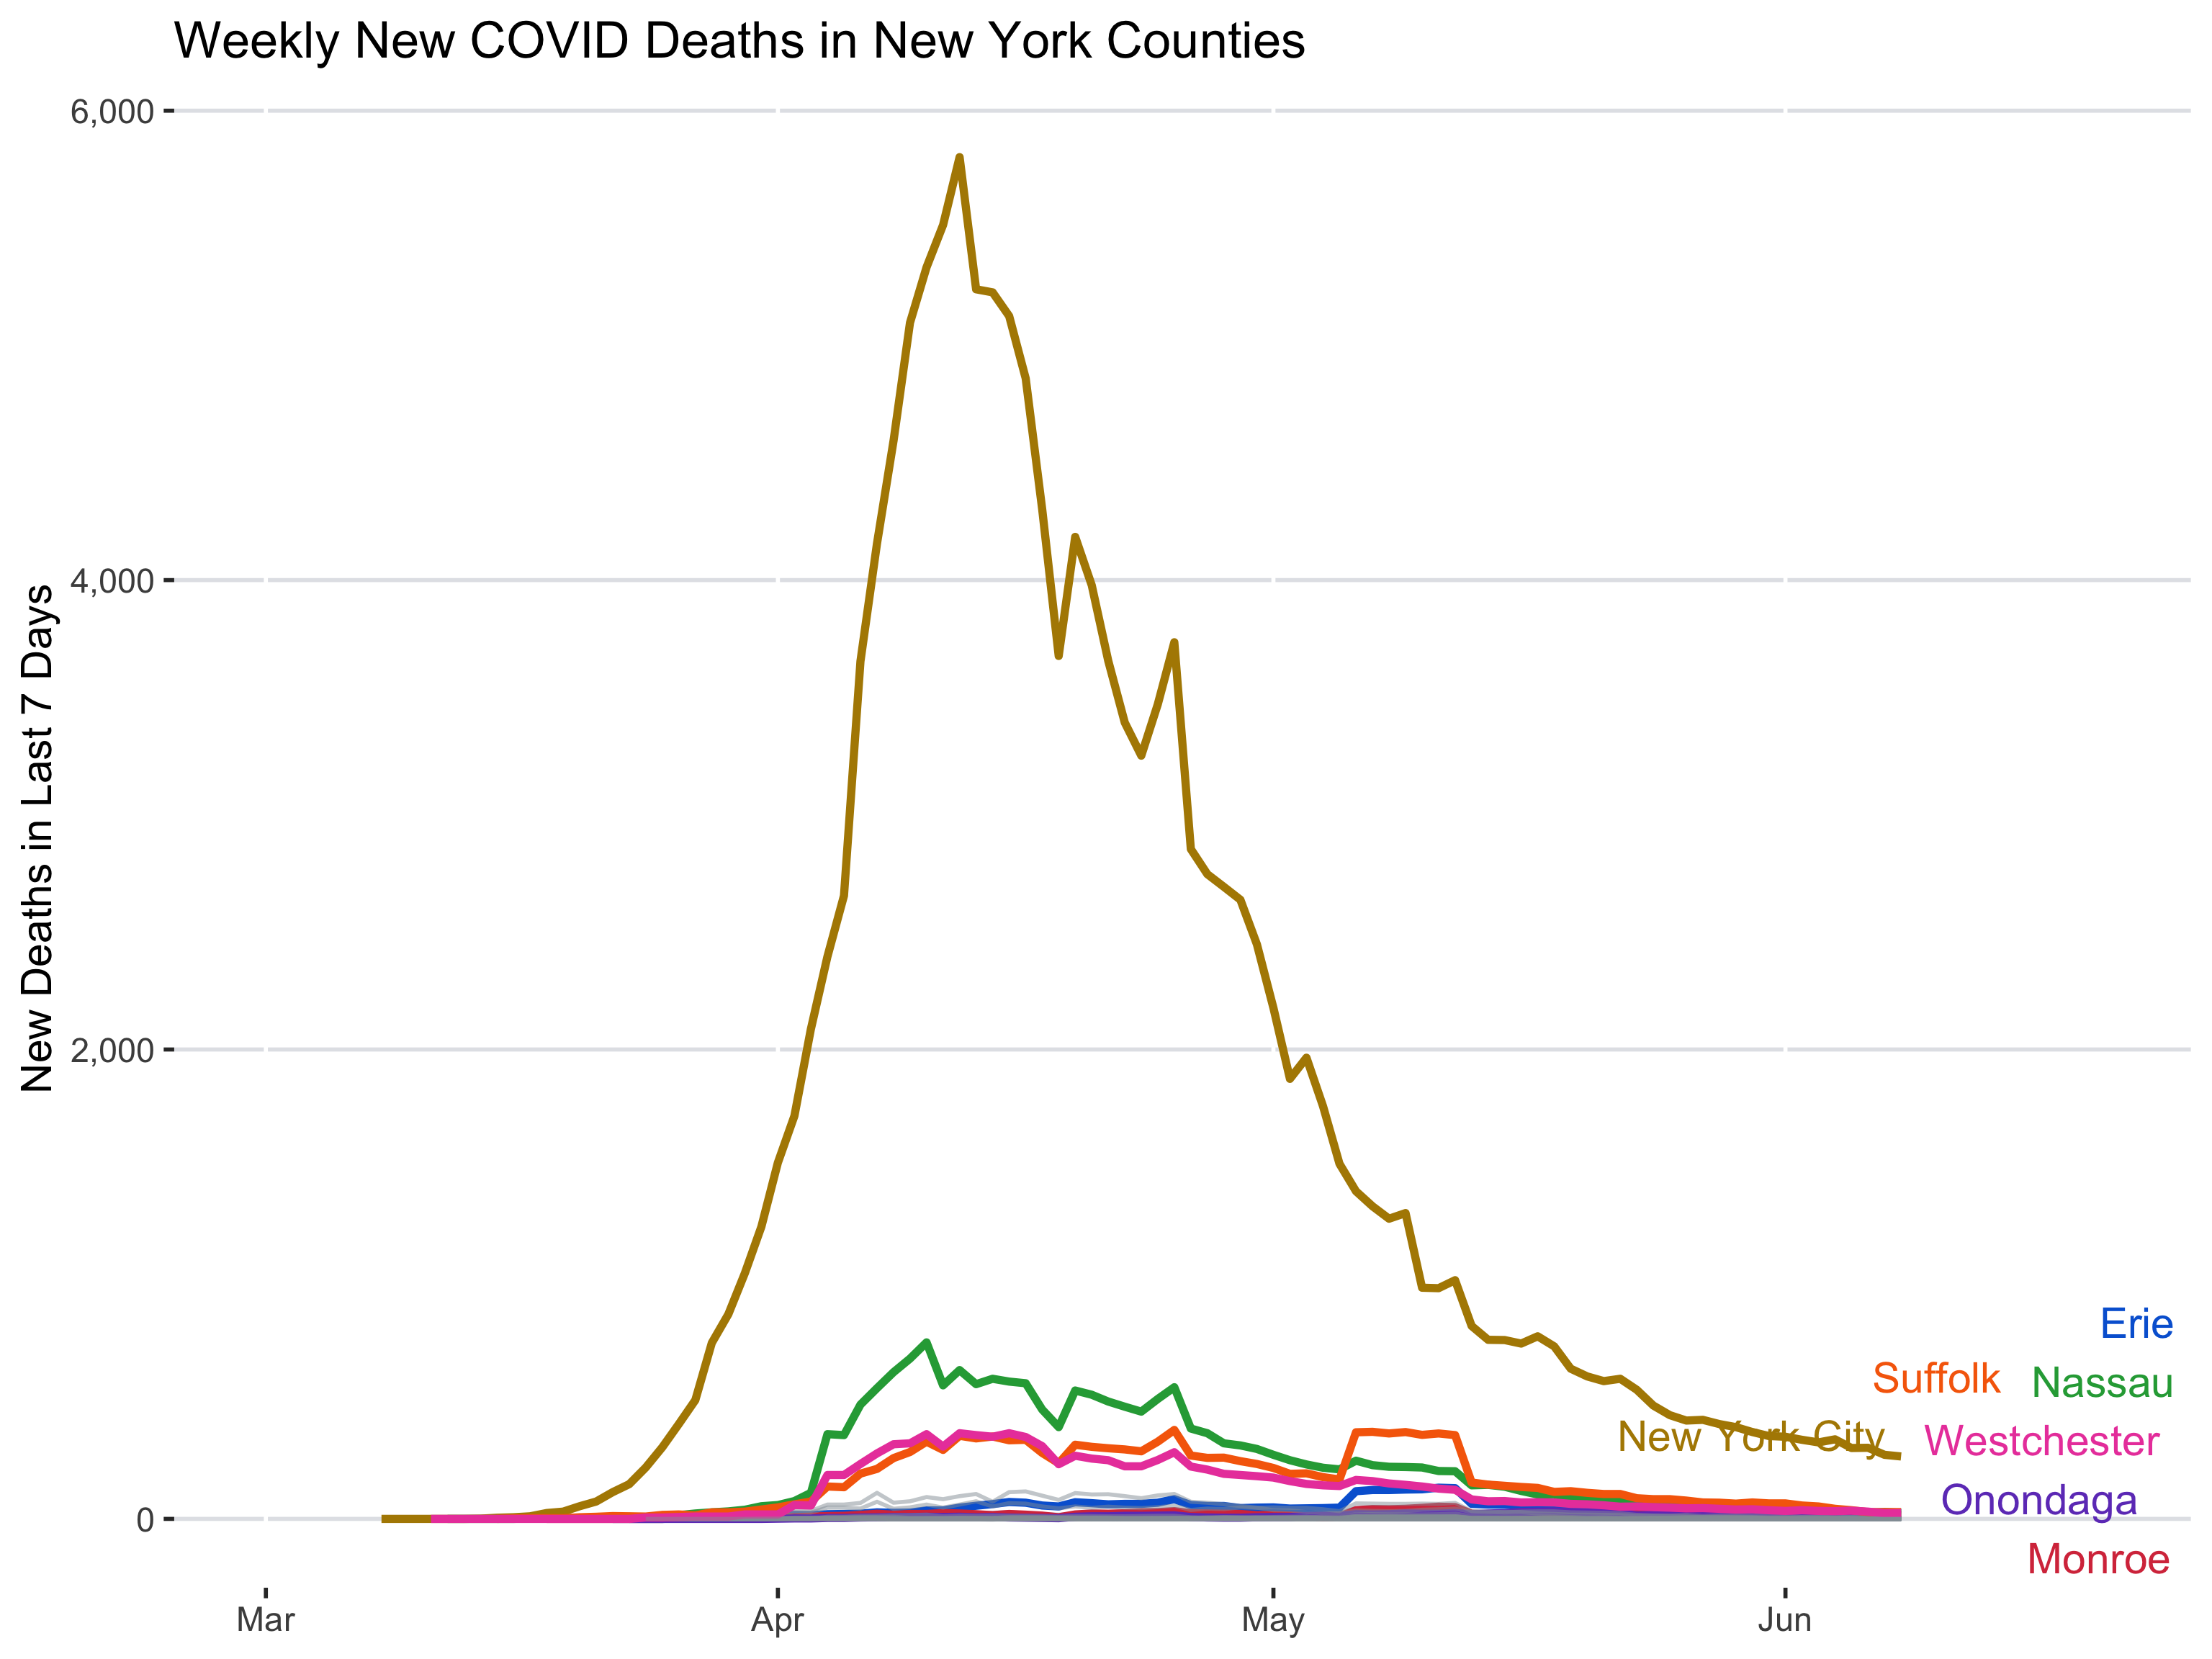 Weekly New COVID Deaths in New York Counties
New Deaths in Last 7 Days
6,000
4,000
2,000
0
Erie
Suffolk
Nassau
New York City
Westchester
Onondaga
Monroe
Mar
Apr
May
Jun